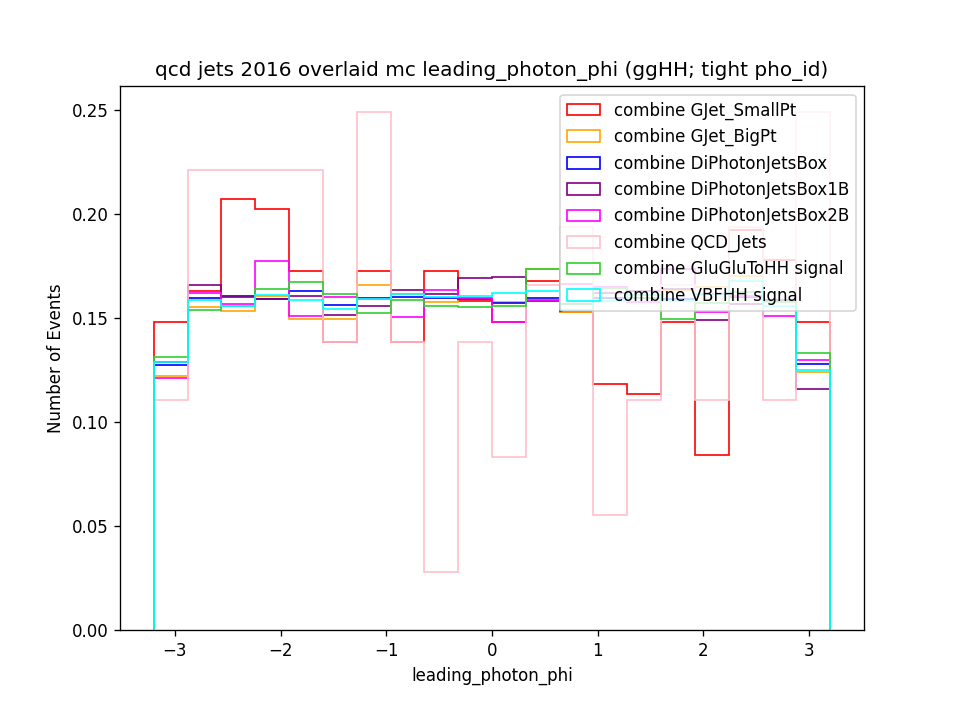 qcd jets 2016 overlaid mc leading_photon_phi (ggHH; tight pho_id)
combine GJet_SmallPt
combine GJet_BigPt
combine DiPhotonJetsBox
combine DiPhotonJetsBox1B
combine DiPhotonJetsBox2B
combine QCD_Jets
combine GluGluToHH signal
combine VBFHH signal
Number of Events
0.25
0.20
0.15
0.10
0.05
0.00
−3 −2 −1 0 1 2 3
leading_photon_phi